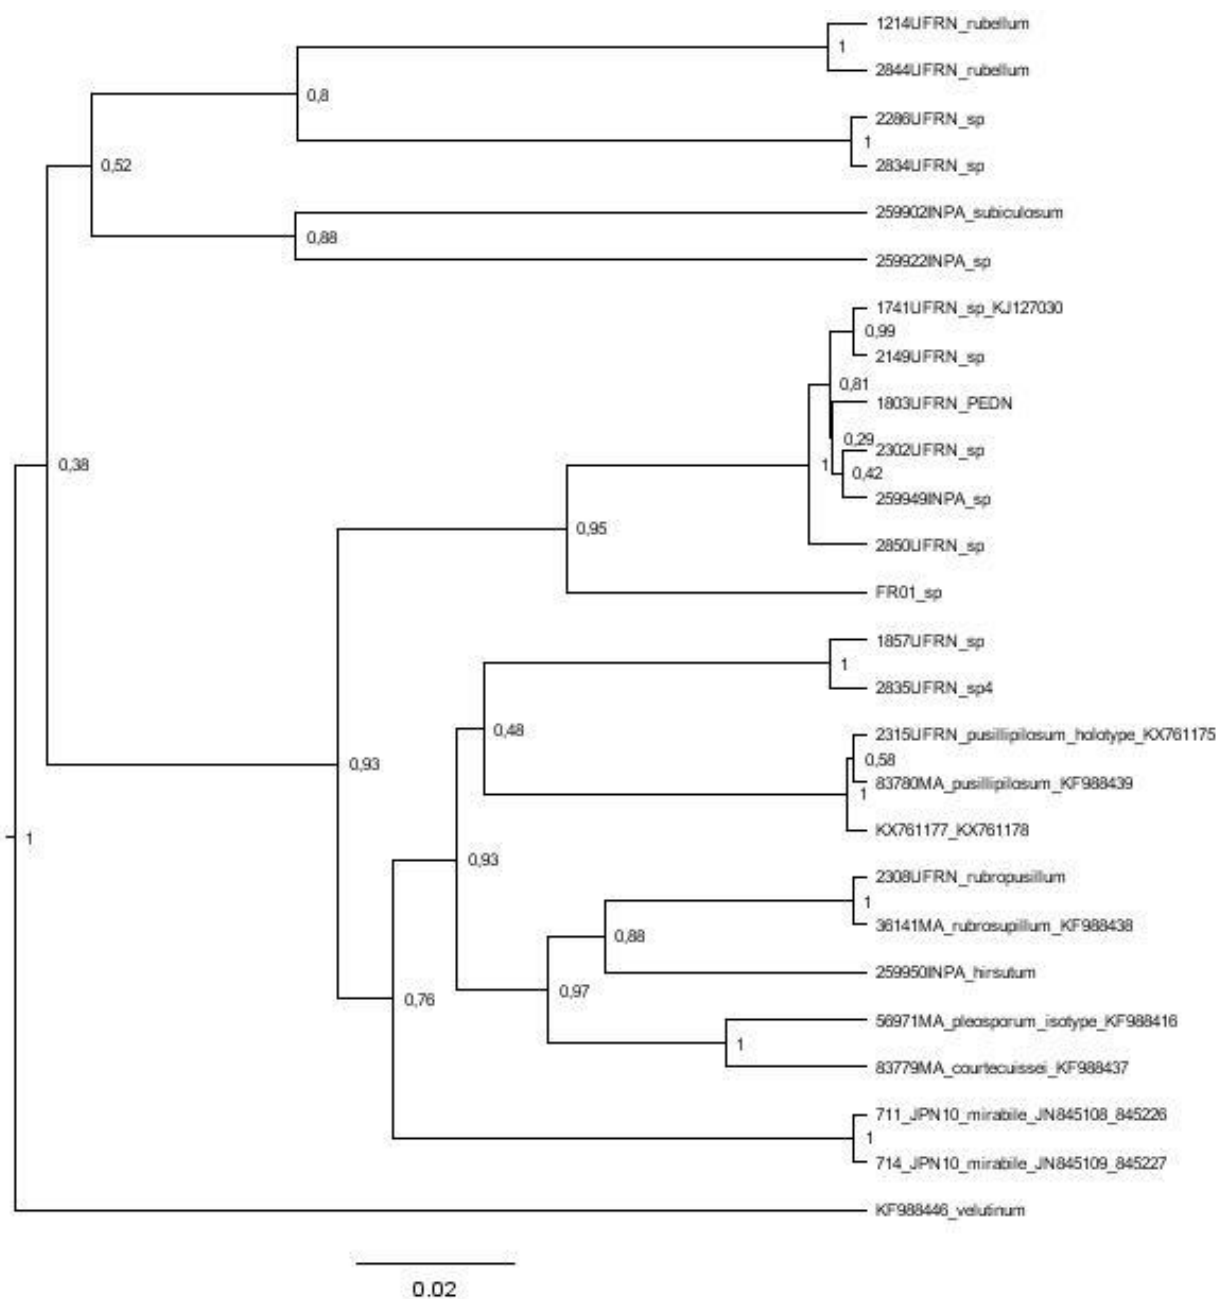 1214UFRN_rubellum
1
2844UFRN_rubellum
0,8
2286UFRN_sp
1
0,52
2834UFRN_sp
259902INPA_subiculosum
0,88
259922INPA_sp
1741UFRN_sp_KJ127030
0,99
2149UFRN_sp
0,81
1803UFRN_PEDN
0,29
2302UFRN_sp
0,38
1
0,42
259949INPA_sp
0,95
2850UFRN_sp
FR01_sp
1857UFRN_sp
1
2835UFRN_sp4
0,48
2315UFRN_pusillipilosum_holotype_KX761175
0,58
0,93
83780MA_pusillipilosum_KF988439
1
KX761177_KX761178
1
0,93
2308UFRN_rubropusillum
1
36141MA_rubrosupillum_KF988438
0,88
259950INPA_hirsutum
0,97
0,76
56971MA_pleosporum_isotype_KF988416
1
83779MA_courtecuissei_KF988437
711_JPN10_mirabile_JN845108_845226
1
714_JPN10_mirabile_JN845109_845227
KF988446_velutinum
0.02